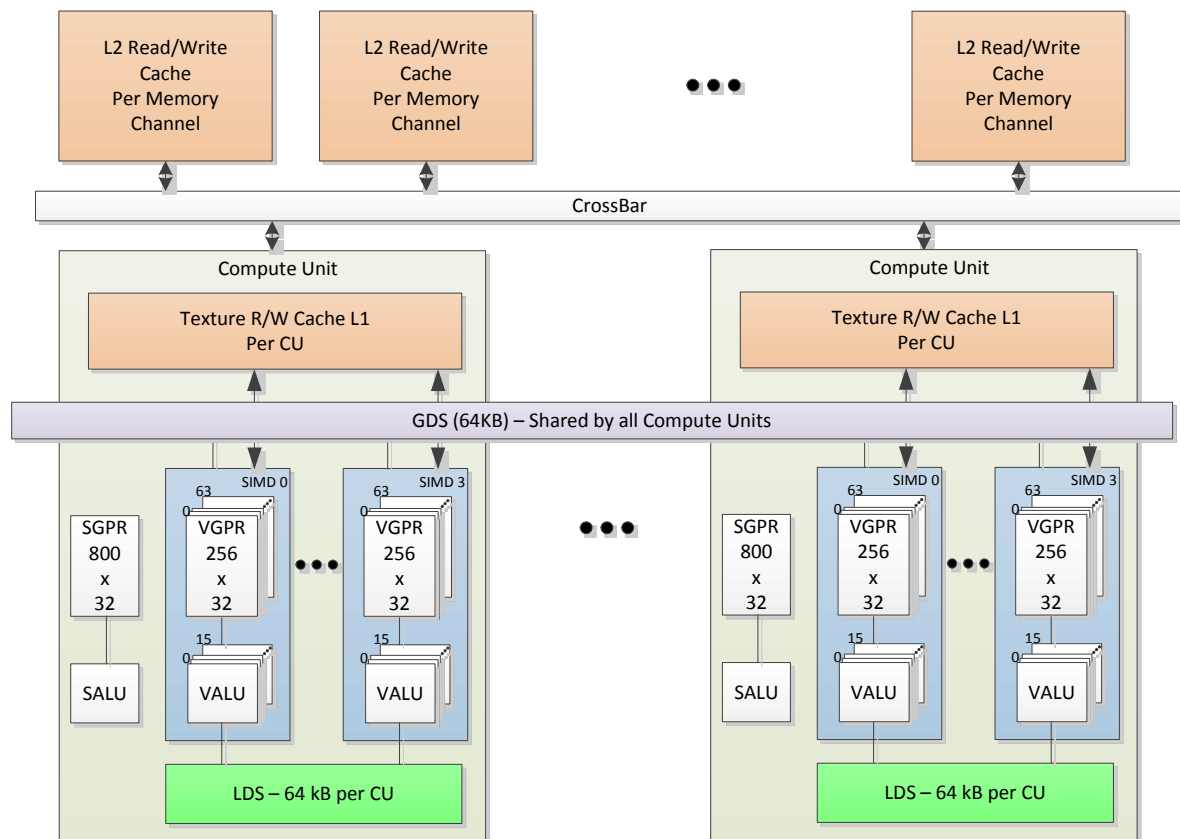 L2 Read/Write
Cache
Per Memory
Channel
L2 Read/Write
Cache
Per Memory
Channel
L2 Read/Write
Cache
Per Memory
Channel
CrossBar
Compute Unit
Compute Unit
Texture R/W Cache L1
Per CU
Texture R/W Cache L1
Per CU
GDS (64KB) – Shared by all Compute Units
SGPR
800
x
32
SALU
SIMD 0
63
0
VGPR
256
x
32
15
0
VALU
SIMD 3
63
0
VGPR
256
x
32
15
0
VALU
LDS – 64 kB per CU
SGPR
800
x
32
SALU
SIMD 0
63
0
VGPR
256
x
32
15
0
VALU
SIMD 3
63
0
VGPR
256
x
32
15
0
VALU
LDS – 64 kB per CU